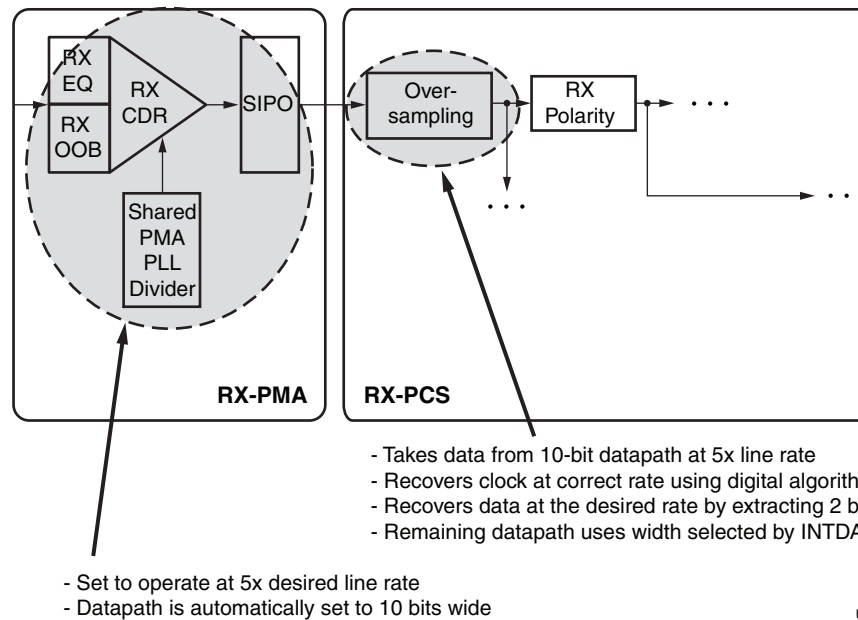 RX
EQ
RX
OOB
RX
CDR
SIPO
Shared
PMA
PLL
Divider
Over-
sampling
RX
Polarity
. . .
. . .
. .
RX-PMA
RX-PCS
- Takes data from 10-bit datapath at 5x line rate
- Recovers clock at correct rate using digital
- Recovers data at the desired rate by extracting 2
- Remaining datapath uses width selected by
- Set to operate at 5x desired line rate
- Datapath is automatically set to 10 bits wide